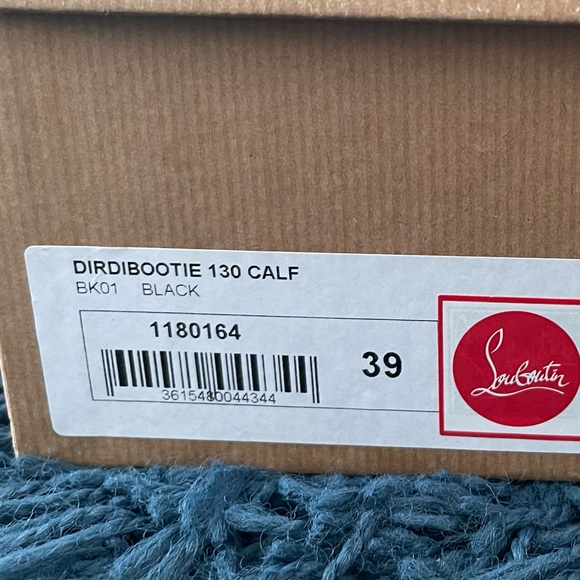 DIRDIBOOTIE 130 CALF
BK01 BLACK
1180164
39
3615480044344
Louboutin